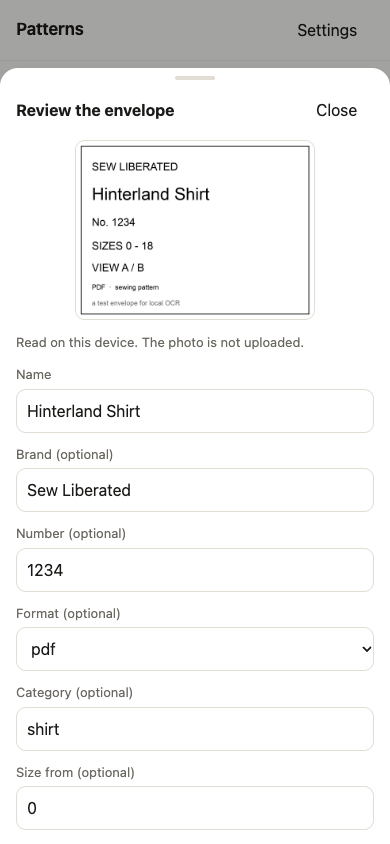 Patterns
Settings
Review the envelope
Close
SEW LIBERATED
Hinterland Shirt
No. 1234
SIZES 0 - 18
VIEW A / B
PDF · sewing pattern
a test envelope for local OCR
Read on this device. The photo is not uploaded.
Name
Hinterland Shirt
Brand (optional)
Sew Liberated
Number (optional)
1234
Format (optional)
pdf
Category (optional)
shirt
Size from (optional)
0